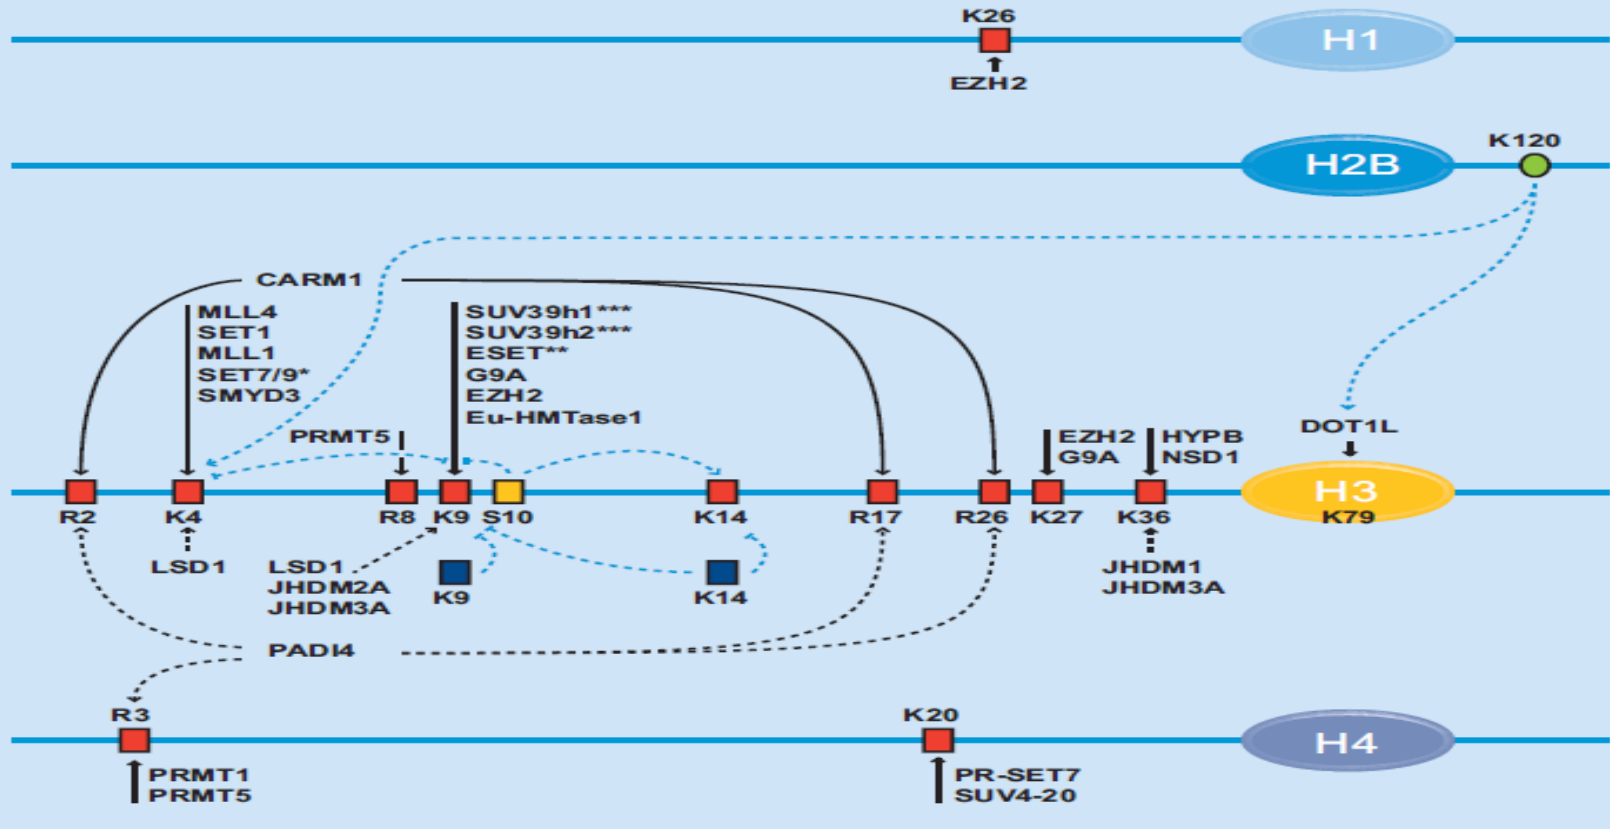 K26
H1
EZH2
K120
H2B
CARM1
MLL4
SET1
MLL1
SET7/9*
SMYD3
SUV39h1***
SUV39h2***
ESET**
G9A
EZH2
Eu-HMTase1
PRMT5
EZH2
G9A
HYPB
NSD1
DOT1L
H3
R2 K4 R8 K9 S10 K14 R17 R26 K27 K36 K79
LSD1
LSD1
JHDM2A
JHDM3A
K9
K14
JHDM1
JHDM3A
PADI4
R3
K20
H4
PRMT1
PRMT5
PR-SET7
SUV4-20